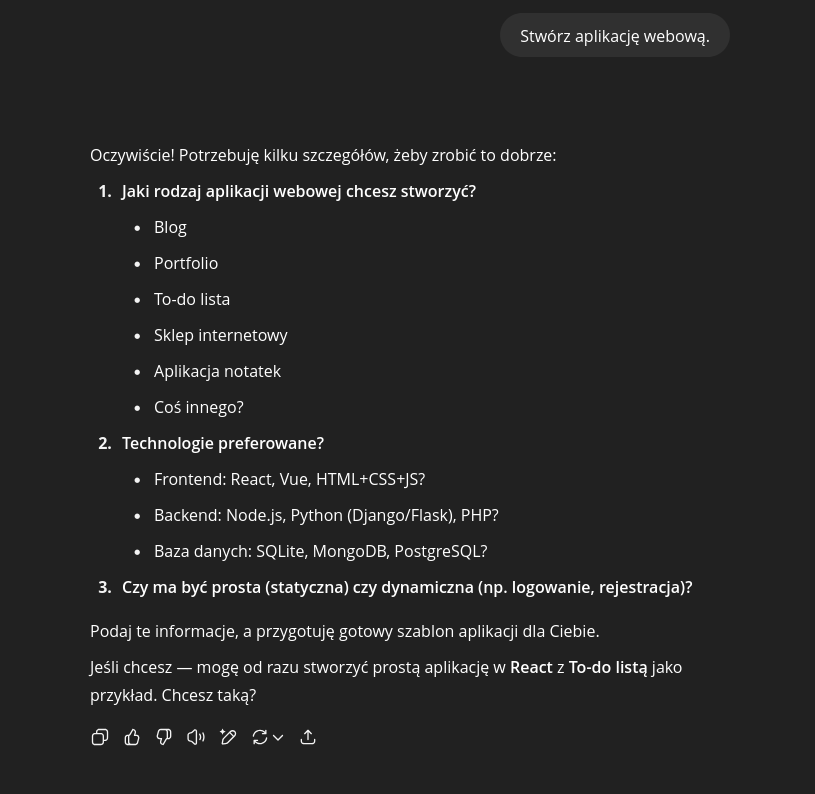 Stwórz aplikację webową.
Oczywiście! Potrzebuję kilku szczegółów, żeby zrobić to dobrze:
1. Jaki rodzaj aplikacji webowej chcesz stworzyć?
• Blog
• Portfolio
• To-do lista
• Sklep internetowy
• Aplikacja notatek
• Coś innego?
2. Technologie preferowane?
• Frontend: React, Vue, HTML+CSS+JS?
• Backend: Node.js, Python (Django/Flask), PHP?
• Baza danych: SQLite, MongoDB, PostgreSQL?
3. Czy ma być prosta (statyczna) czy dynamiczna (np. logowanie, rejestracja)?
Podaj te informacje, a przygotuję gotowy szablon aplikacji dla Ciebie.
Jeśli chcesz — mogę od razu stworzyć prostą aplikację w React z To-do listą jako
przykład. Chcesz taką?